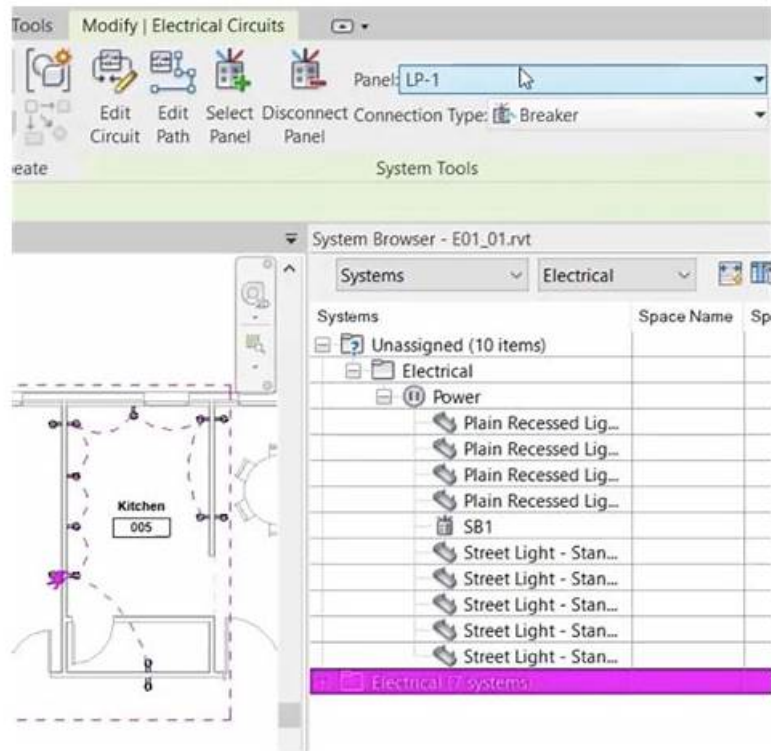 Tools Modify | Electrical Circuits
Panel: LP-1
Edit Edit Select Disconnect Connection Type: Breaker
Circuit Path Panel Panel
eate System Tools
System Browser - E01_01.rvt
Systems Electrical
Systems Space Name Sp
? Unassigned (10 items)
Electrical
Power
Plain Recessed Lig...
Plain Recessed Lig...
Plain Recessed Lig...
Plain Recessed Lig...
SB1
Street Light - Stan...
Street Light - Stan...
Street Light - Stan...
Street Light - Stan...
Street Light - Stan...
Electrical (7 systems)
Kitchen
005